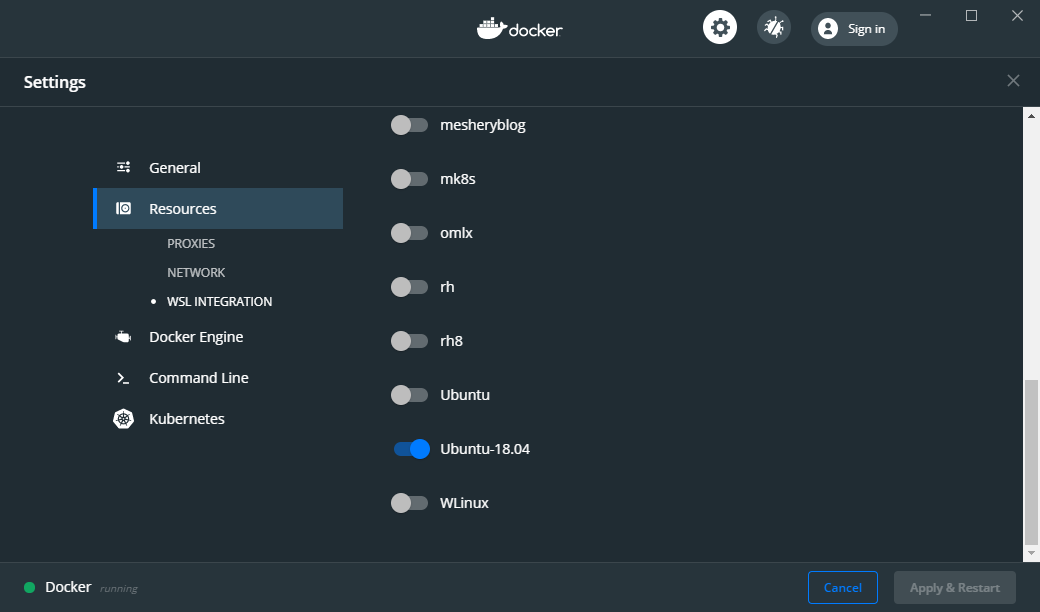 docker
Sign in
Settings
General
Resources
PROXIES
NETWORK
WSL INTEGRATION
Docker Engine
Command Line
Kubernetes
mesheryblog
mk8s
omlx
rh
rh8
Ubuntu
Ubuntu-18.04
WLinux
Docker running
Cancel
Apply & Restart